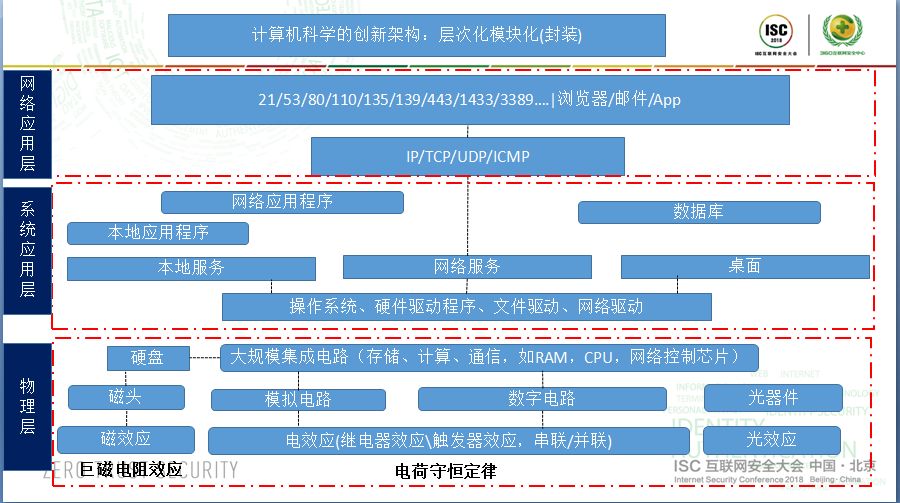 计算机科学的创新架构：层次化模块化(封装)
ISC
2018
ISC 互联网安全大会
360互联网安全中心
网络应用层
21/53/80/110/135/139/443/1433/3389....|浏览器/邮件/App
IP/TCP/UDP/ICMP
系统应用层
网络应用程序
数据库
本地应用程序
本地服务
网络服务
桌面
操作系统、硬件驱动程序、文件驱动、网络驱动
物理层
硬盘
大规模集成电路（存储、计算、通信，如RAM，CPU，网络控制芯片）
磁头
模拟电路
数字电路
光器件
磁效应
电效应(继电器效应\触发器效应，串联/并联)
光效应
巨磁电阻效应
电荷守恒定律
ZERO
SECURITY
WEB
INTERNET
IDENTITY SECURITY
IDENTITY
ISC 互联网安全大会 中国·北京
Internet Security Conference 2018 Beijing·China